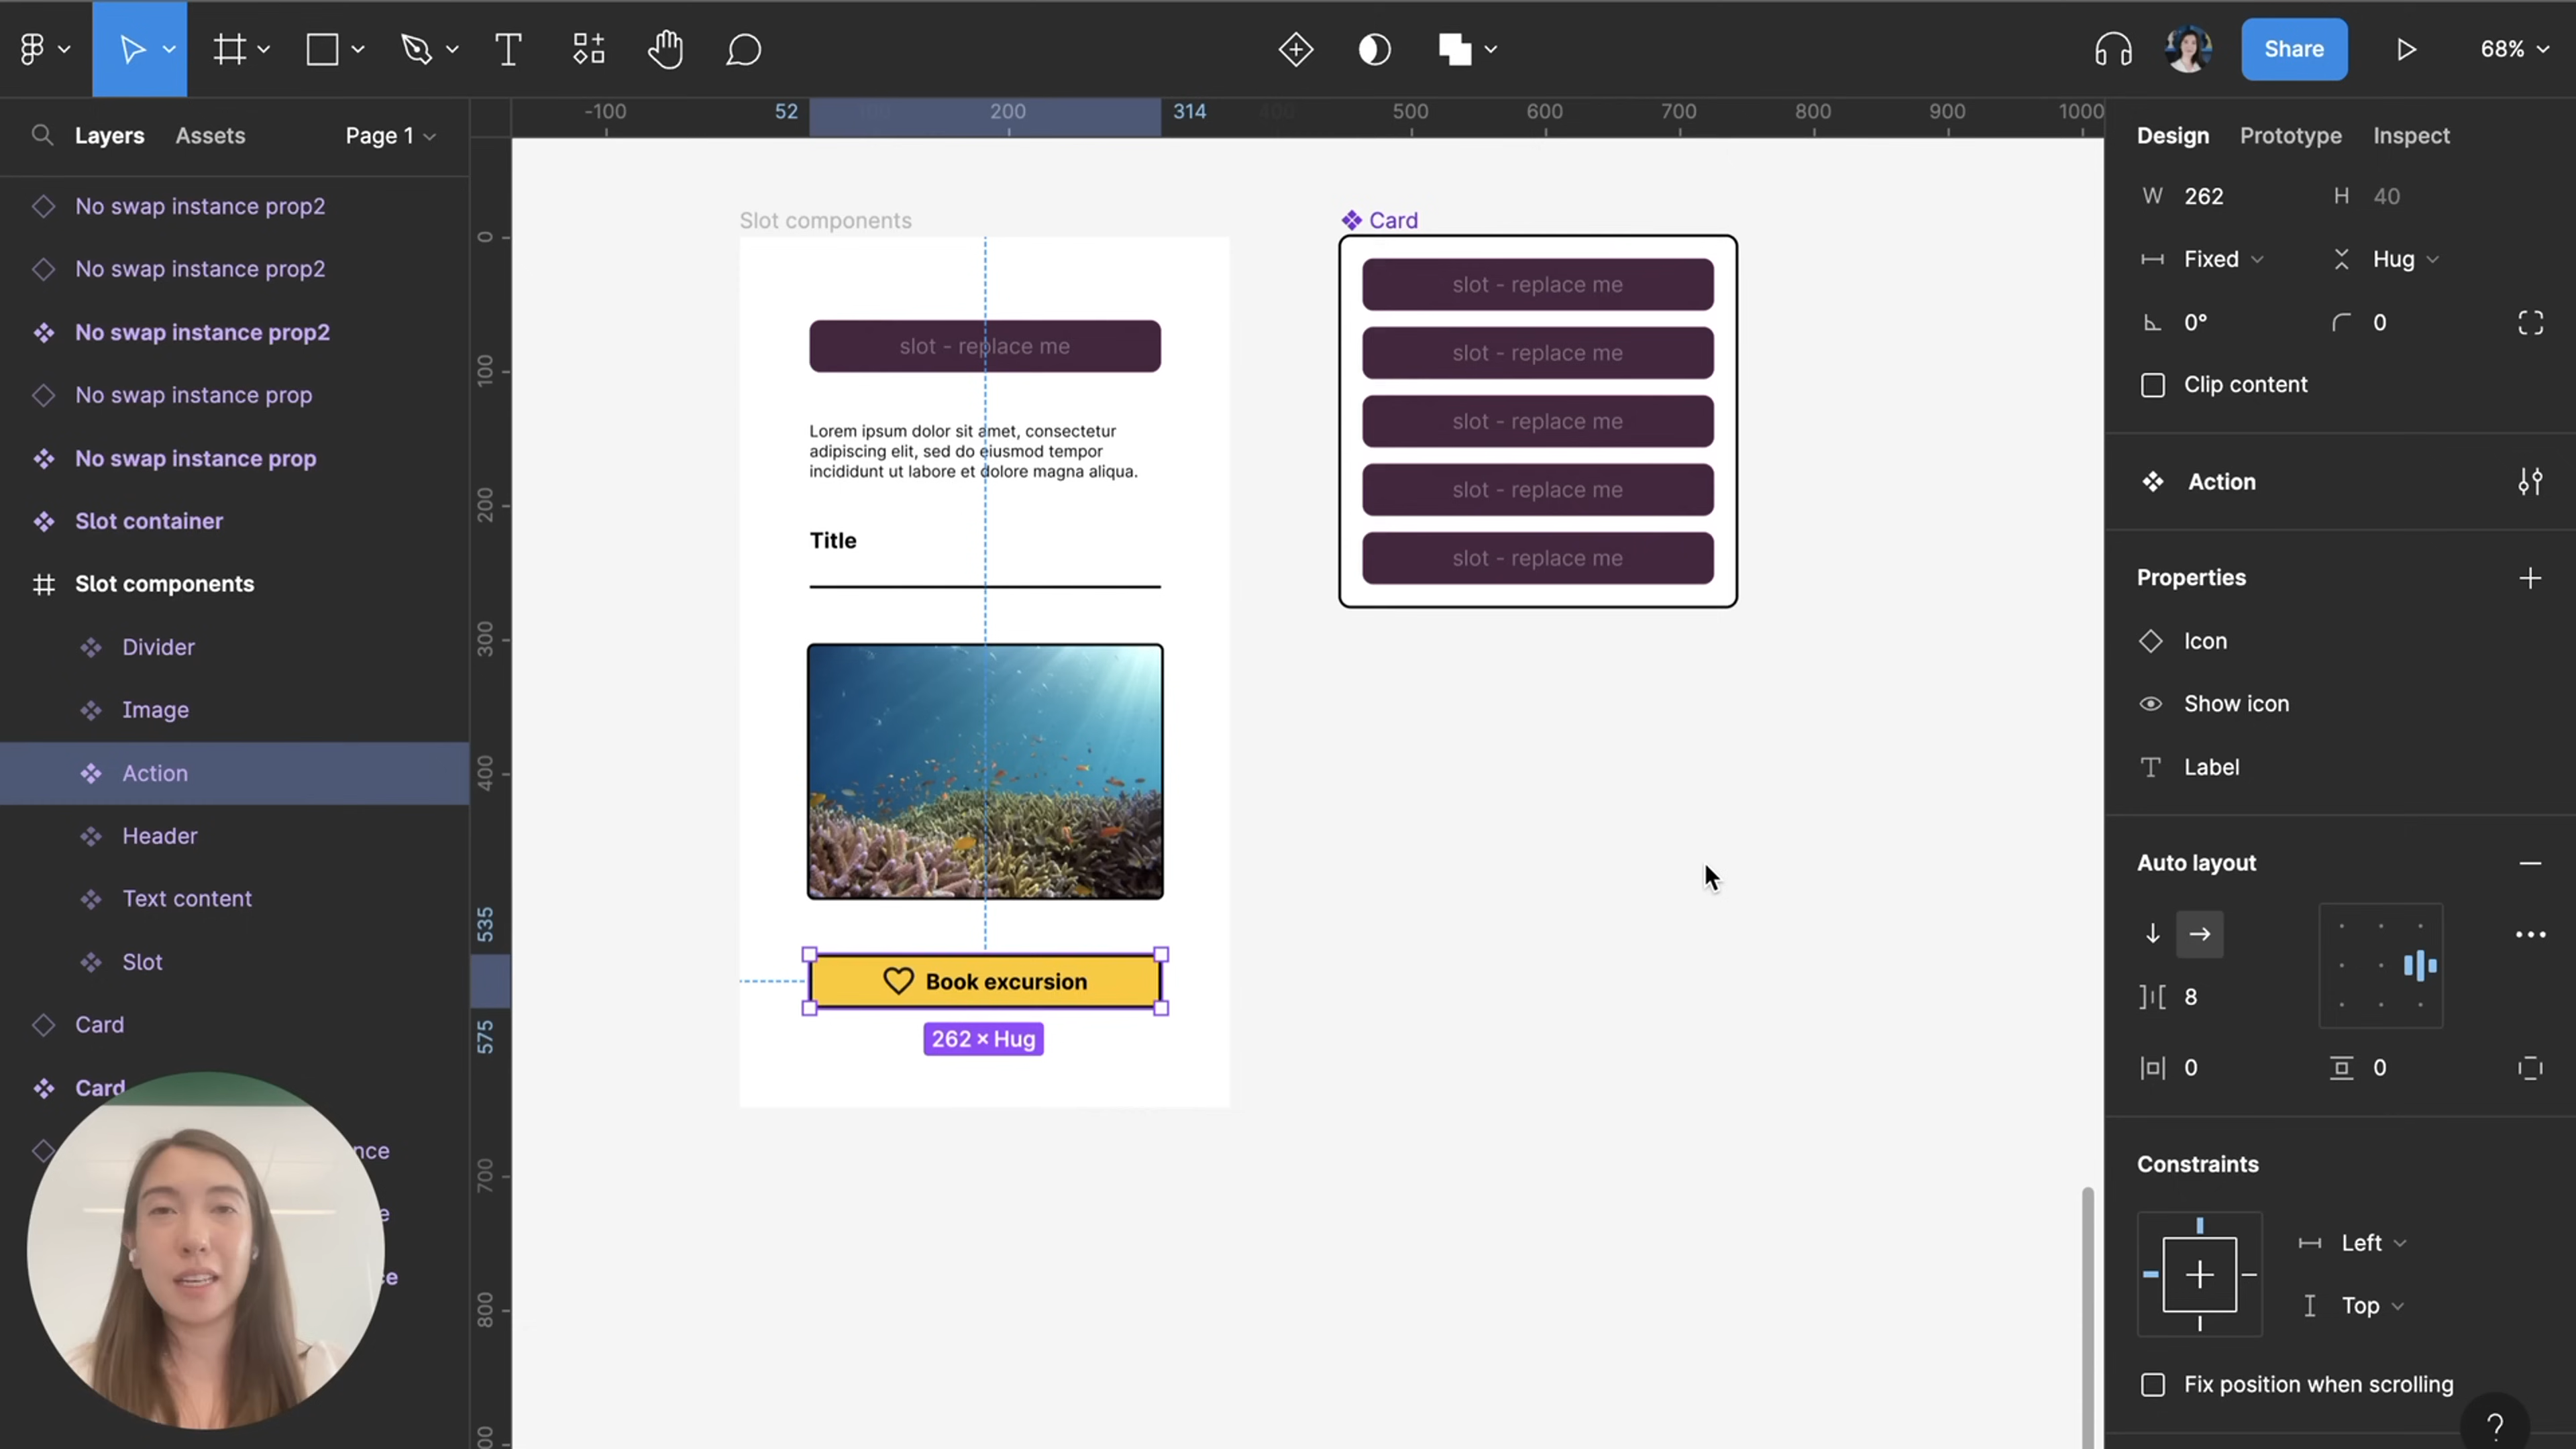 Share
68%
Layers
Assets
Page 1
No swap instance prop2
No swap instance prop2
No swap instance prop2
No swap instance prop
No swap instance prop
Slot container
Slot components
Divider
Image
Action
Header
Text content
Slot
Card
Card
nce
e
e
-100
52
200
314
400
500
600
700
800
900
1000
0
100
200
300
400
535
575
700
800
00
Slot components
slot - replace me
Lorem ipsum dolor sit amet, consectetur
adipiscing elit, sed do eiusmod tempor
incididunt ut labore et dolore magna aliqua.
Title
Book excursion
262 × Hug
Card
slot - replace me
slot - replace me
slot - replace me
slot - replace me
slot - replace me
Design
Prototype
Inspect
W 262
H 40
Fixed
Hug
0°
0
Clip content
Action
Properties
Icon
Show icon
Label
Auto layout
8
0
0
Constraints
Left
Top
Fix position when scrolling
?